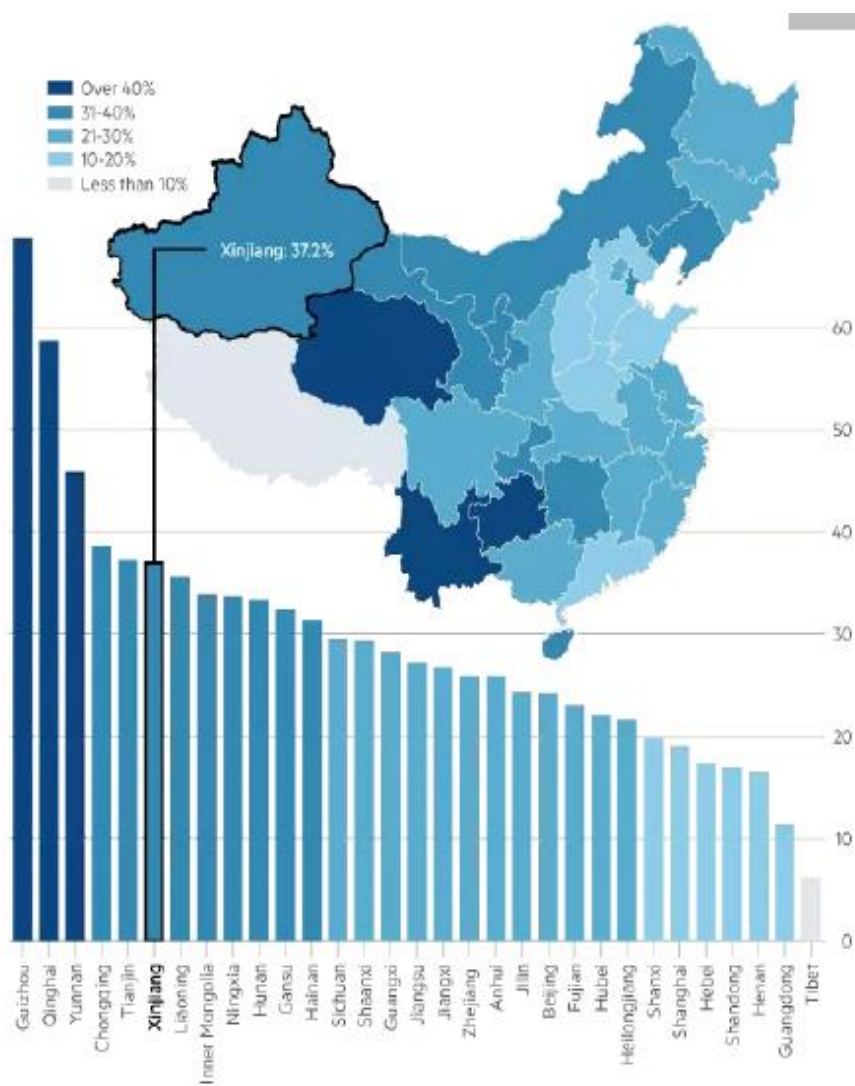 Over 40%
31-40%
21-30%
10-20%
Less than 10%
Xinjiang: 37.2%
60
50
40
30
20
10
0
Guizhou
Qinghai
Yunnan
Chongqing
Tianjin
Xinjiang
Liaoning
Inner Mongolia
Ningxia
Hunan
Gansu
Hainan
Sichuan
Shaanxi
Guangxi
Jiangsu
Jiangxi
Zhejiang
Anhui
Jilin
Beijing
Fujian
Hubei
Heilongjiang
Shanxi
Shanghai
Hebei
Shandong
Henan
Guangdong
Tibet